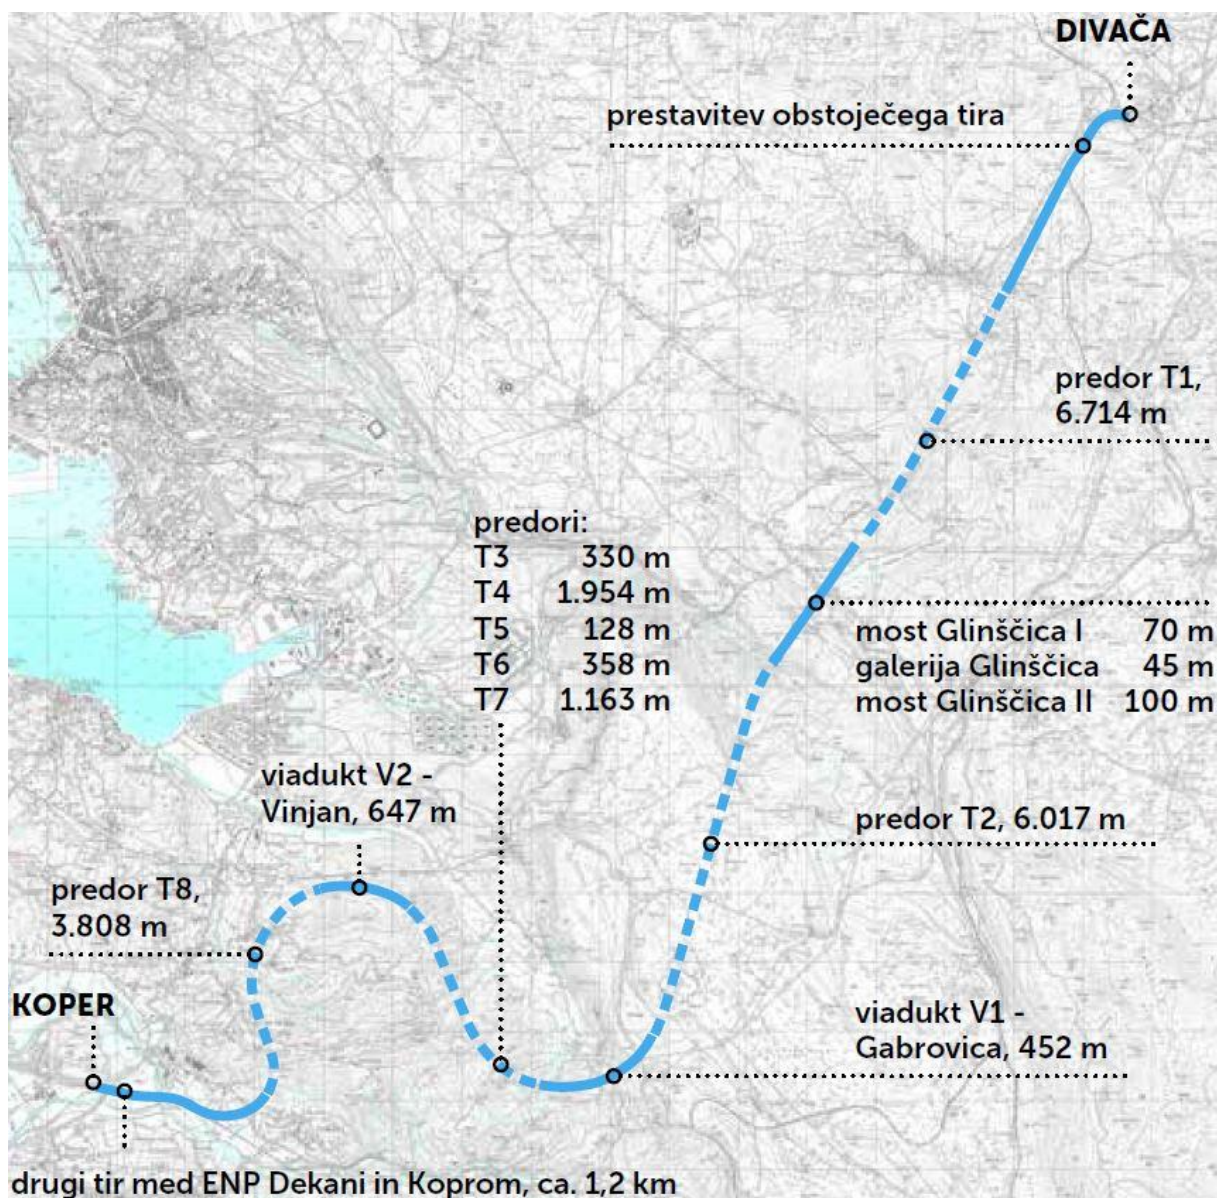 DIVAČA
prestavitev obstoječega tira
predor T1,
6.714 m
predori:
T3 330 m
T4 1.954 m
T5 128 m
T6 358 m
T7 1.163 m
most Glinščica I 70 m
galerija Glinščica 45 m
most Glinščica II 100 m
viadukt V2 -
Vinjan, 647 m
predor T2, 6.017 m
predor T8,
3.808 m
KOPER
viadukt V1 -
Gabrovica, 452 m
drugi tir med ENP Dekani in Koprom, ca. 1,2 km